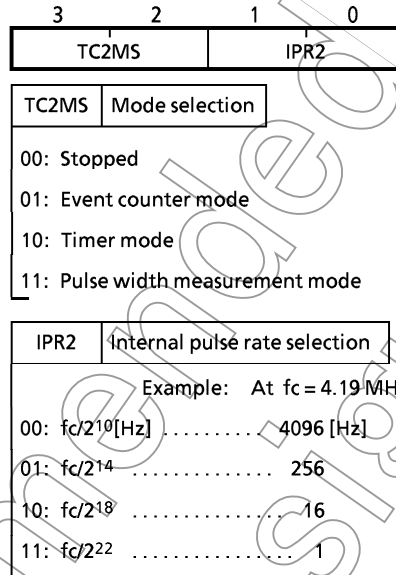 3 2 1 0
TC2MS IPR2
TC2MS Mode selection
00: Stopped
01: Event counter mode
10: Timer mode
11: Pulse width measurement mode
IPR2 Internal pulse rate selection
Example: At fc = 4.19 MH
00: fc/2¹⁰[Hz] .......... 4096 [Hz]
01: fc/2¹⁴ .............. 256
10: fc/2¹⁸ ............... 16
11: fc/2²² ................ 1